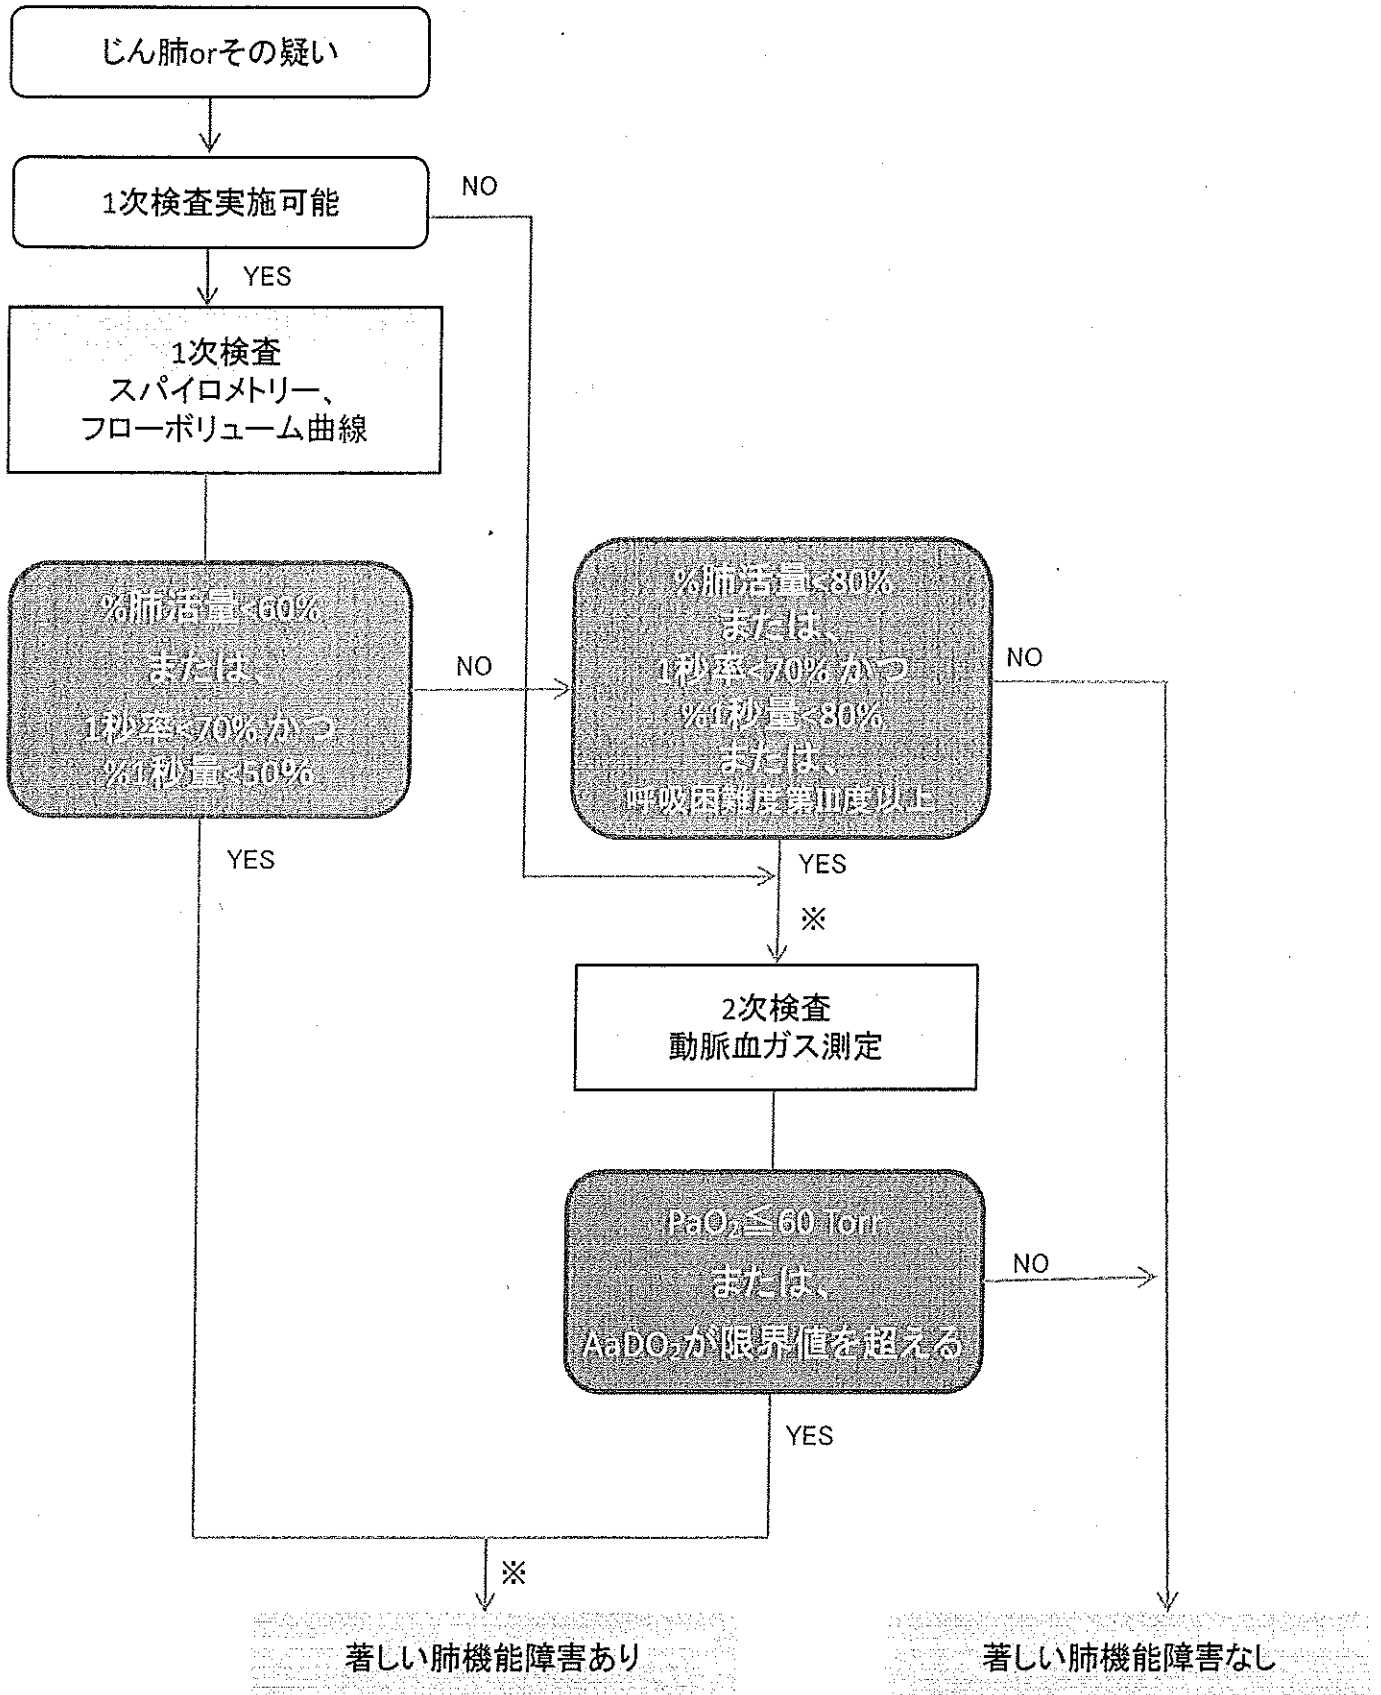 じん肺orその疑い
1次検査実施可能
NO
YES
1次検査
スパイロメトリー、
フローボリューム曲線
%肺活量<60%
または、
1秒率<70% かつ
%1秒量<50%
NO
YES
%肺活量<80%
または、
1秒率<70% かつ
%1秒量<80%
または、
呼吸困難度第III度以上
NO
YES
※
2次検査
動脈血ガス測定
PaO₂≦60 Torr
または、
AaDO₂が限界値を超える
NO
YES
※
著しい肺機能障害あり
著しい肺機能障害なし